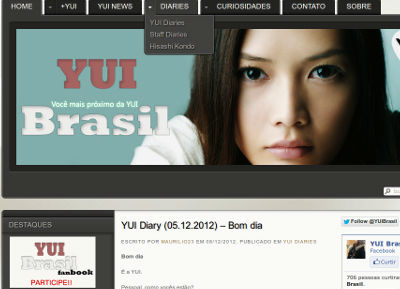 HOME
+YUI
YUI NEWS
DIARIES
CURIOSIDADES
CONTATO
SOBRE
YUI Diaries
Staff Diaries
Hisashi Kondo
YUI
Você mais próximo da YUI
Brasil
DESTAQUES
YUI
Brasil
fanbook
PARTICIPE!!
YUI Diary (05.12.2012) – Bom dia
ESCRITO POR MAURILIO23 EM 08/12/2012. PUBLICADO EM YUI DIARIES
Bom dia
É a YUI.
Pessoal, como vocês estão?
Follow @YUIBrasil
YUI Bras
Facebook
Curtir
705 pessoas curtiram
Brasil.